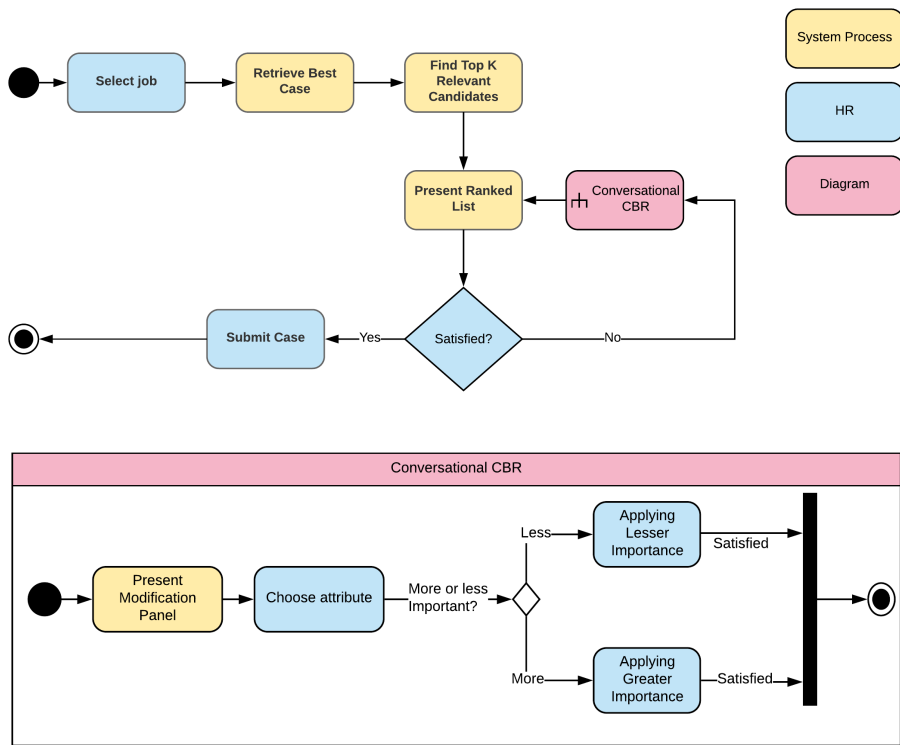 Select job
Retrieve Best
Case
Find Top K
Relevant
Candidates
System Process
HR
Diagram
Present Ranked
List
Conversational
CBR
Submit Case
Yes
Satisfied?
No
Conversational CBR
Present
Modification
Panel
Choose attribute
More or less
Important?
Less
Applying
Lesser
Importance
Satisfied
More
Applying
Greater
Importance
Satisfied